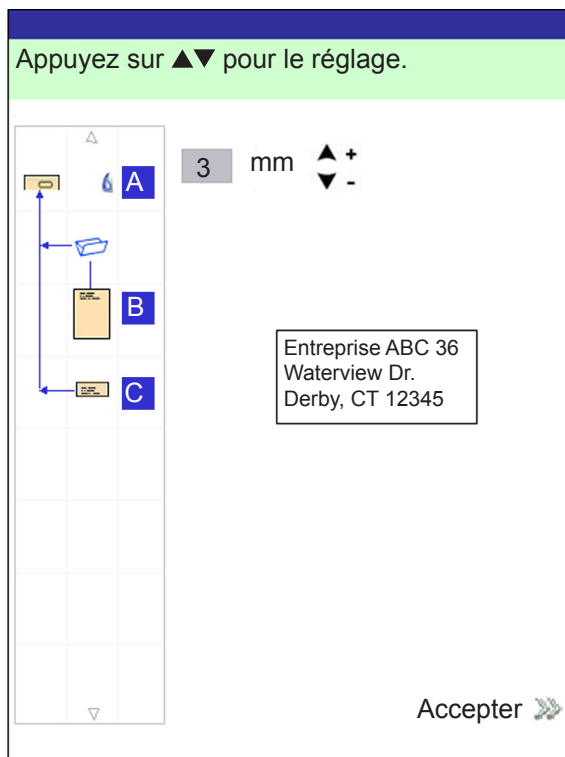 Appuyez sur ▲▼ pour le réglage.
A
3 mm + -
B
C
Entreprise ABC 36
Waterview Dr.
Derby, CT 12345
Accepter